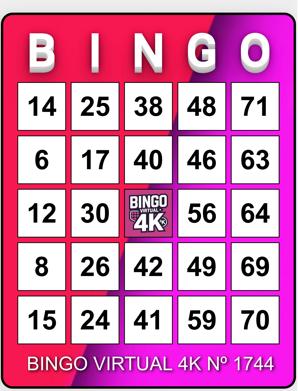 B I N G O
14 25 38 48 71
6 17 40 46 63
BINGO
VIRTUAL
12 30 4K 56 64
8 26 42 49 69
15 24 41 59 70
BINGO VIRTUAL 4K Nº 1744